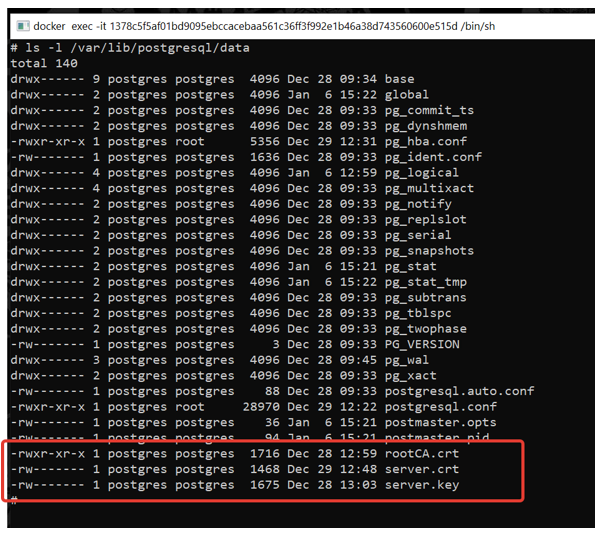 docker exec -it 1378c5f5af01bd9095ebccacebaa561c36ff3f992e1b46a38d743560600e515d /bin/sh
# ls -l /var/lib/postgresql/data
total 140
drwx------ 9 postgres postgres  4096 Dec 28 09:34 base
drwx------ 2 postgres postgres  4096 Jan  6 15:22 global
drwx------ 2 postgres postgres  4096 Dec 28 09:33 pg_commit_ts
drwx------ 2 postgres postgres  4096 Dec 28 09:33 pg_dynshmem
-rwxr-xr-x 1 postgres root      5356 Dec 29 12:31 pg_hba.conf
-rw------- 1 postgres postgres  1636 Dec 28 09:33 pg_ident.conf
drwx------ 4 postgres postgres  4096 Jan  6 12:59 pg_logical
drwx------ 4 postgres postgres  4096 Dec 28 09:33 pg_multixact
drwx------ 2 postgres postgres  4096 Dec 28 09:33 pg_notify
drwx------ 2 postgres postgres  4096 Dec 28 09:33 pg_replslot
drwx------ 2 postgres postgres  4096 Dec 28 09:33 pg_serial
drwx------ 2 postgres postgres  4096 Dec 28 09:33 pg_snapshots
drwx------ 2 postgres postgres  4096 Jan  6 15:21 pg_stat
drwx------ 2 postgres postgres  4096 Jan  6 15:22 pg_stat_tmp
drwx------ 2 postgres postgres  4096 Dec 28 09:33 pg_subtrans
drwx------ 2 postgres postgres  4096 Dec 28 09:33 pg_tblspc
drwx------ 2 postgres postgres  4096 Dec 28 09:33 pg_twophase
-rw------- 1 postgres postgres     3 Dec 28 09:33 PG_VERSION
drwx------ 3 postgres postgres  4096 Dec 28 09:45 pg_wal
drwx------ 2 postgres postgres  4096 Dec 28 09:33 pg_xact
-rw------- 1 postgres postgres    88 Dec 28 09:33 postgresql.auto.conf
-rwxr-xr-x 1 postgres root     28970 Dec 29 12:22 postgresql.conf
-rw------- 1 postgres postgres    36 Jan  6 15:21 postmaster.opts
-rw------- 1 postgres postgres    94 Jan  6 15:21 postmaster.pid
-rwxr-xr-x 1 postgres postgres  1716 Dec 28 12:59 rootCA.crt
-rw------- 1 postgres postgres  1468 Dec 29 12:48 server.crt
-rw------- 1 postgres postgres  1675 Dec 28 13:03 server.key
#